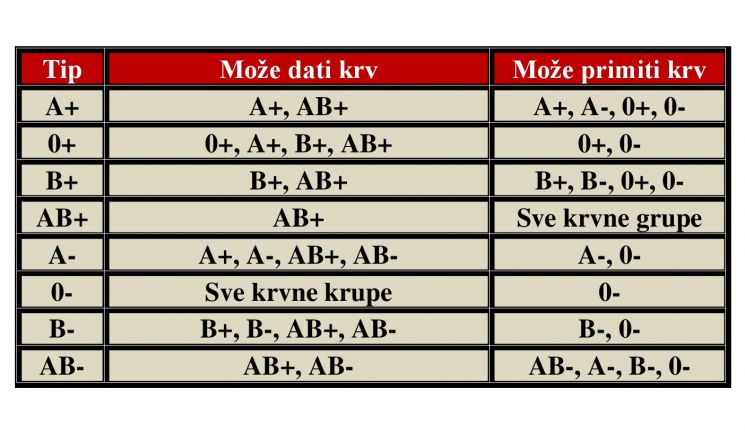 Tip Može dati krv Može primiti krv
A+ A+, AB+ A+, A-, 0+, 0-
0+ 0+, A+, B+, AB+ 0+, 0-
B+ B+, AB+ B+, B-, 0+, 0-
AB+ AB+ Sve krvne grupe
A- A+, A-, AB+, AB- A-, 0-
0- Sve krvne krupe 0-
B- B+, B-, AB+, AB- B-, 0-
AB- AB+, AB- AB-, A-, B-, 0-